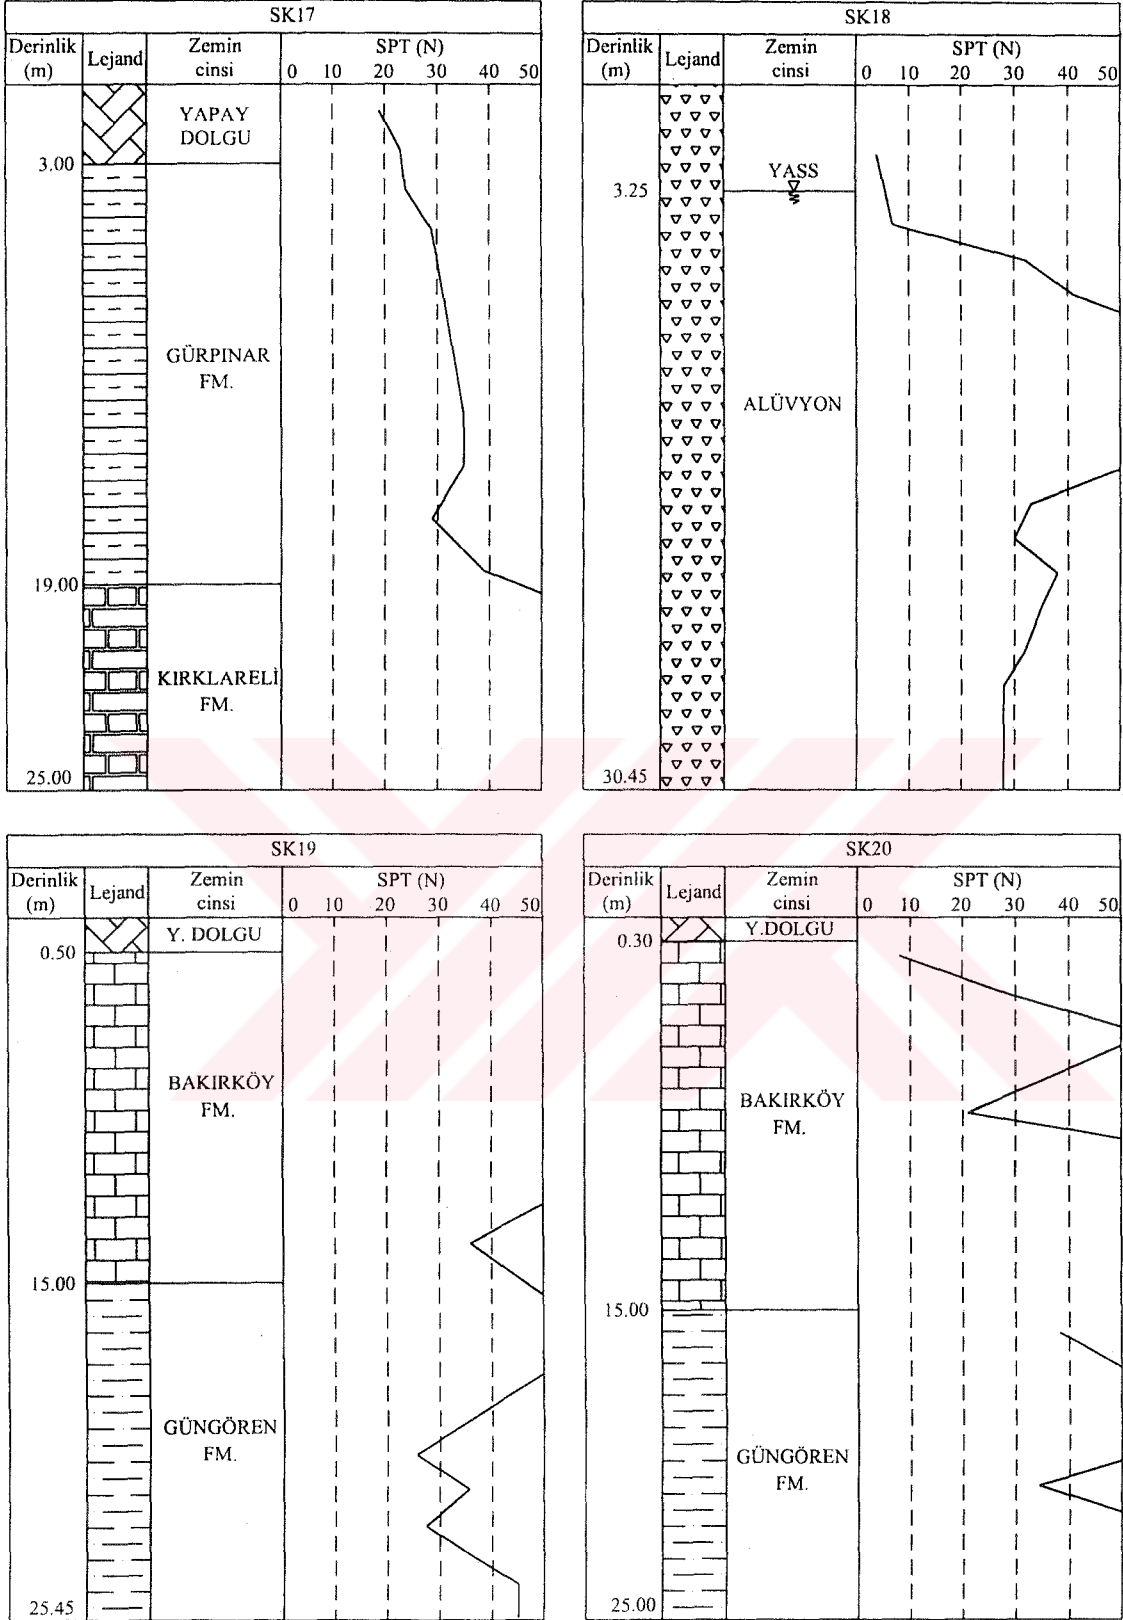 SK17
Derinlik (m) Lejand Zemin cinsi SPT (N)
0 10 20 30 40 50
YAPAY
DOLGU
3.00
GÜRPINAR
FM.
19.00
KIRKLARELİ
FM.
25.00
SK18
Derinlik (m) Lejand Zemin cinsi SPT (N)
0 10 20 30 40 50
YASS
3.25
ALÜVYON
30.45
SK19
Derinlik (m) Lejand Zemin cinsi SPT (N)
0 10 20 30 40 50
Y. DOLGU
0.50
BAKIRKÖY
FM.
15.00
GÜNGÖREN
FM.
25.45
SK20
Derinlik (m) Lejand Zemin cinsi SPT (N)
0 10 20 30 40 50
Y.DOLGU
0.30
BAKIRKÖY
FM.
15.00
GÜNGÖREN
FM.
25.00